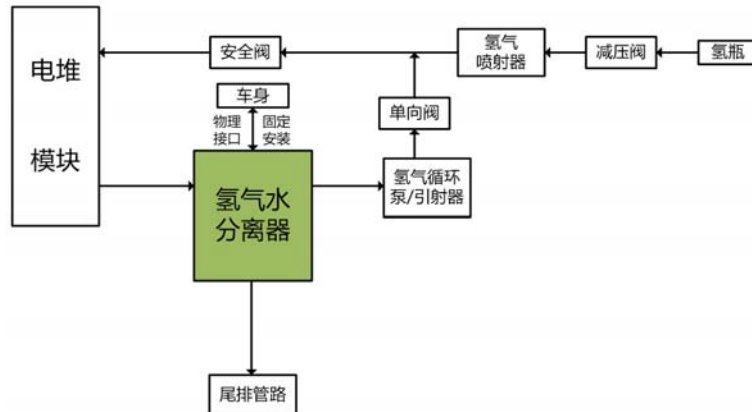 电堆
模块
安全阀
氢气
喷射器
减压阀
氢瓶
车身
物理
接口
固定
安装
单向阀
氢气水
分离器
氢气循环
泵/引射器
尾排管路